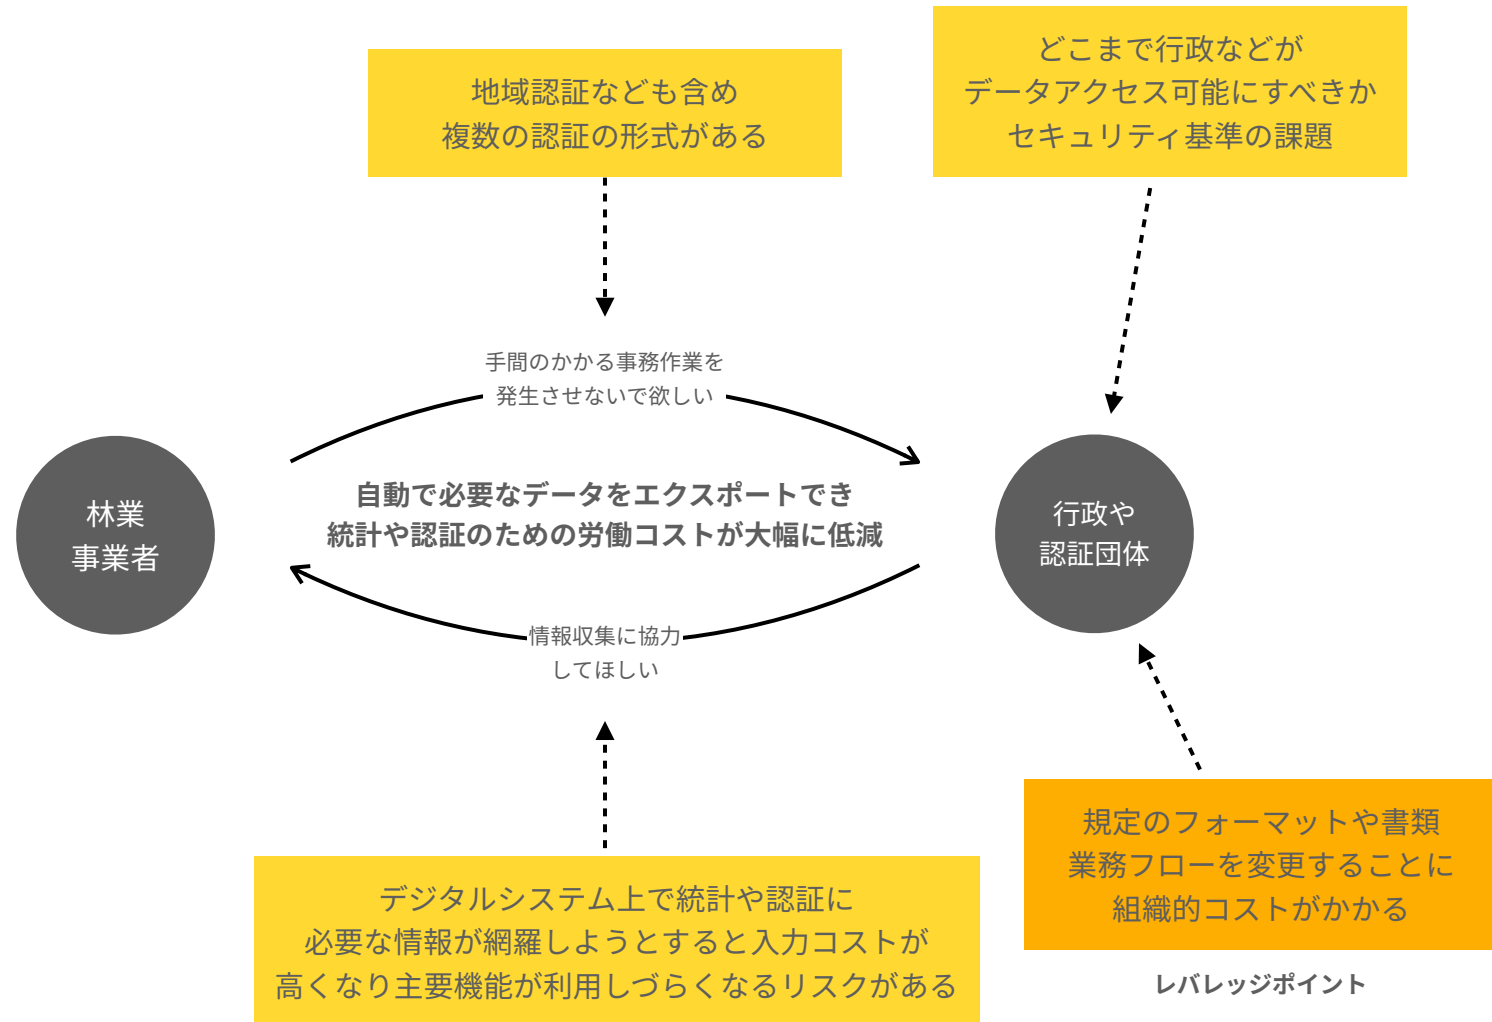 地域認証なども含め
複数の認証の形式がある
どこまで行政などが
データアクセス可能にすべきか
セキュリティ基準の課題
手間のかかる事務作業を
発生させないで欲しい
林業
事業者
自動で必要なデータをエクスポートでき
統計や認証のための労働コストが大幅に低減
行政や
認証団体
情報収集に協力
してほしい
デジタルシステム上で統計や認証に
必要な情報が網羅しようとすると入力コストが
高くなり主要機能が利用しづらくなるリスクがある
規定のフォーマットや書類
業務フローを変更することに
組織的コストがかかる
レバレッジポイント